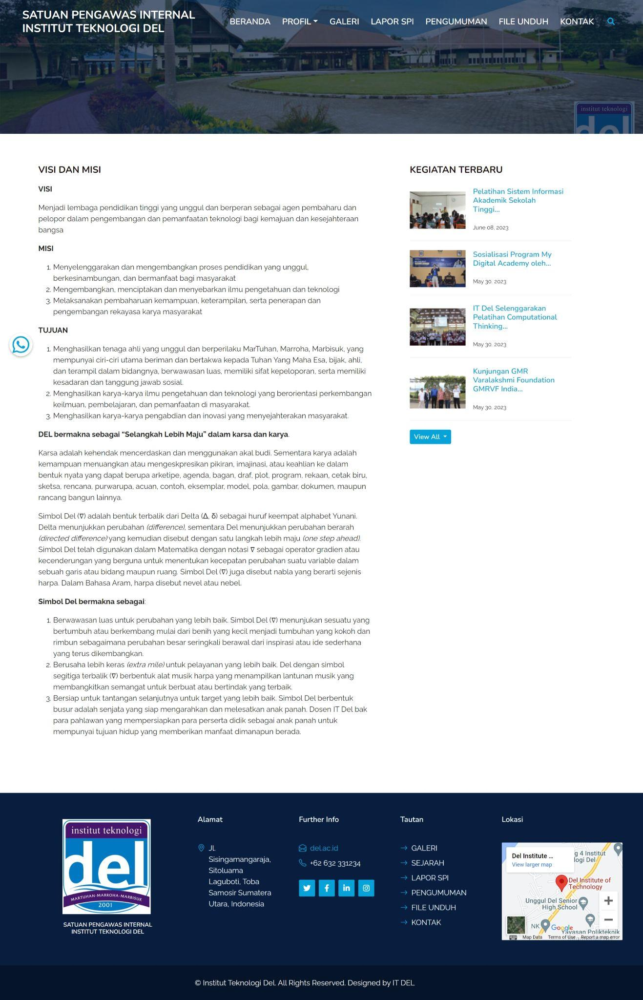 SATUAN PENGAWAS INTERNAL
INSTITUT TEKNOLOGI DEL
BERANDA PROFIL GALERI LAPOR SPI PENGUMUMAN FILE UNDUH KONTAK
institut teknologi
del
VISI DAN MISI
VISI
Menjadi lembaga pendidikan tinggi yang unggul dan berperan sebagai agen pembaharu dan
pelopor dalam pengembangan dan pemanfaatan teknologi bagi kemajuan dan kesejahteraan
bangsa
MISI
1. Menyelenggarakan dan mengembangkan proses pendidikan yang unggul,
berkesinambungan, dan bermanfaat bagi masyarakat
2. Mengembangkan, menciptakan dan menyebarkan ilmu pengetahuan dan teknologi
3. Melaksanakan pembaharuan kemampuan, keterampilan, serta penerapan dan
pengembangan rekayasa karya masyarakat
TUJUAN
1. Menghasilkan tenaga ahli yang unggul dan berperilaku MarTuhan, Marroha, Marbisuk, yang
mempunyai ciri-ciri utama beriman dan bertakwa kepada Tuhan Yang Maha Esa, bijak, ahli,
dan terampil dalam bidangnya, berwawasan luas, memiliki sifat kepeloporan, serta memiliki
kesadaran dan tanggung jawab sosial.
2. Menghasilkan karya-karya ilmu pengetahuan dan teknologi yang berorientasi perkembangan
keilmuan, pembelajaran, dan pemanfaatan di masyarakat.
3. Menghasilkan karya-karya pengabdian dan inovasi yang menyejahterakan masyarakat.
DEL bermakna sebagai “Selangkah Lebih Maju” dalam karsa dan karya.
Karsa adalah kehendak mencerdaskan dan menggunakan akal budi. Sementara karya adalah
kemampuan menuangkan atau mengeskpresikan pikiran, imajinasi, atau keahlian ke dalam
bentuk nyata yang dapat berupa arketipe, agenda, bagan, draf, plot, program, rekaan, cetak biru,
sketsa, rencana, purwarupa, acuan, contoh, eksemplar, model, pola, gambar, dokumen, maupun
rancang bangun lainnya.
Simbol Del (∇) adalah bentuk terbalik dari Delta (Δ, δ) sebagai huruf keempat alphabet Yunani.
Delta menunjukkan perubahan (difference), sementara Del menunjukkan perubahan berarah
(directed difference) yang kemudian disebut dengan satu langkah lebih maju (one step ahead).
Simbol Del telah digunakan dalam Matematika dengan notasi ∇ sebagai operator gradien atau
kecenderungan yang berguna untuk menentukan kecepatan perubahan suatu variable dalam
sebuah garis atau bidang maupun ruang. Simbol Del (∇) juga disebut nabla yang berarti sejenis
harpa. Dalam Bahasa Aram, harpa disebut nevel atau nebel.
Simbol Del bermakna sebagai:
1. Berwawasan luas untuk perubahan yang lebih baik. Simbol Del (∇) menunjukan sesuatu yang
bertumbuh atau berkembang mulai dari benih yang kecil menjadi tumbuhan yang kokoh dan
rimbun sebagaimana perubahan besar seringkali berawal dari inspirasi atau ide sederhana
yang terus dikembangkan.
2. Berusaha lebih keras (extra mile) untuk pelayanan yang lebih baik. Del dengan simbol
segitiga terbalik (∇) berbentuk alat musik harpa yang menampilkan lantunan musik yang
membangkitkan semangat untuk berbuat atau bertindak yang terbaik.
3. Bersiap untuk tantangan selanjutnya untuk target yang lebih baik. Simbol Del berbentuk
busur adalah senjata yang siap mengarahkan dan melesatkan anak panah. Dosen IT Del bak
para pahlawan yang mempersiapkan para perserta didik sebagai anak panah untuk
mempunyai tujuan hidup yang memberikan manfaat dimanapun berada.
KEGIATAN TERBARU
Pelatihan Sistem Informasi
Akademik Sekolah
Tinggi...
June 08, 2023
Sosialisasi Program My
Digital Academy oleh...
May 30, 2023
IT Del Selenggarakan
Pelatihan Computational
Thinking...
May 30, 2023
Kunjungan GMR
Varalakshmi Foundation
GMRVF India...
May 30, 2023
View All
institut teknologi
del
MARTUHAN-MARROHA-MARBISUK
2001
SATUAN PENGAWAS INTERNAL
INSTITUT TEKNOLOGI DEL
Alamat
Jl.
Sisingamangaraja,
Sitoluama
Laguboti, Toba
Samosir Sumatera
Utara, Indonesia
Further Info
del.ac.id
+62 632 331234
Tautan
GALERI
SEJARAH
LAPOR SPI
PENGUMUMAN
FILE UNDUH
KONTAK
Lokasi
Del Institute ...
View larger map
g 4 Institut
logi Del
Del Institute of
Technology
Unggul Del Senior
High School
NK
Google
Yayasan Politeknik
Map Data Terms of Use Report a map error
© Institut Teknologi Del. All Rights Reserved. Designed by IT DEL